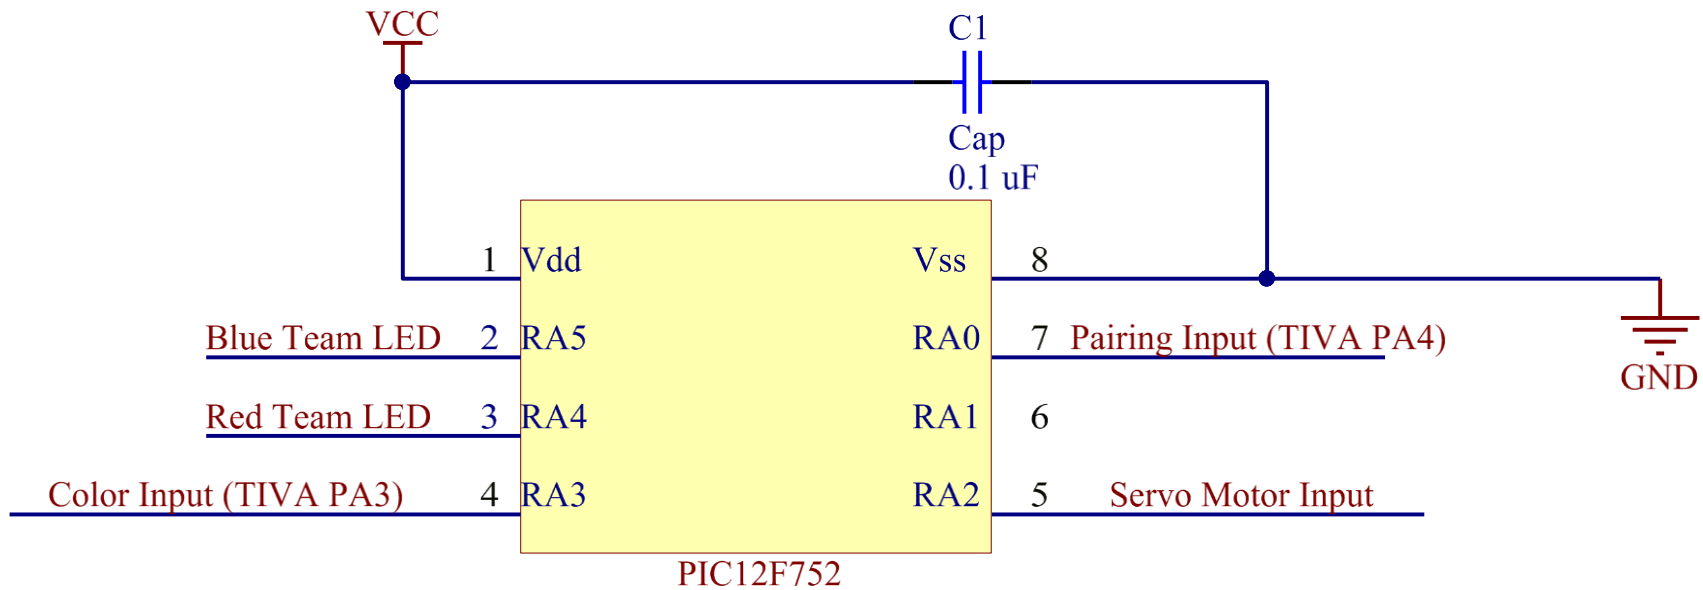 VCC
C1
Cap
0.1 uF
1 Vdd Vss 8
Blue Team LED 2 RA5 RA0 7 Pairing Input (TIVA PA4)
GND
Red Team LED 3 RA4 RA1 6
Color Input (TIVA PA3) 4 RA3 RA2 5 Servo Motor Input
PIC12F752